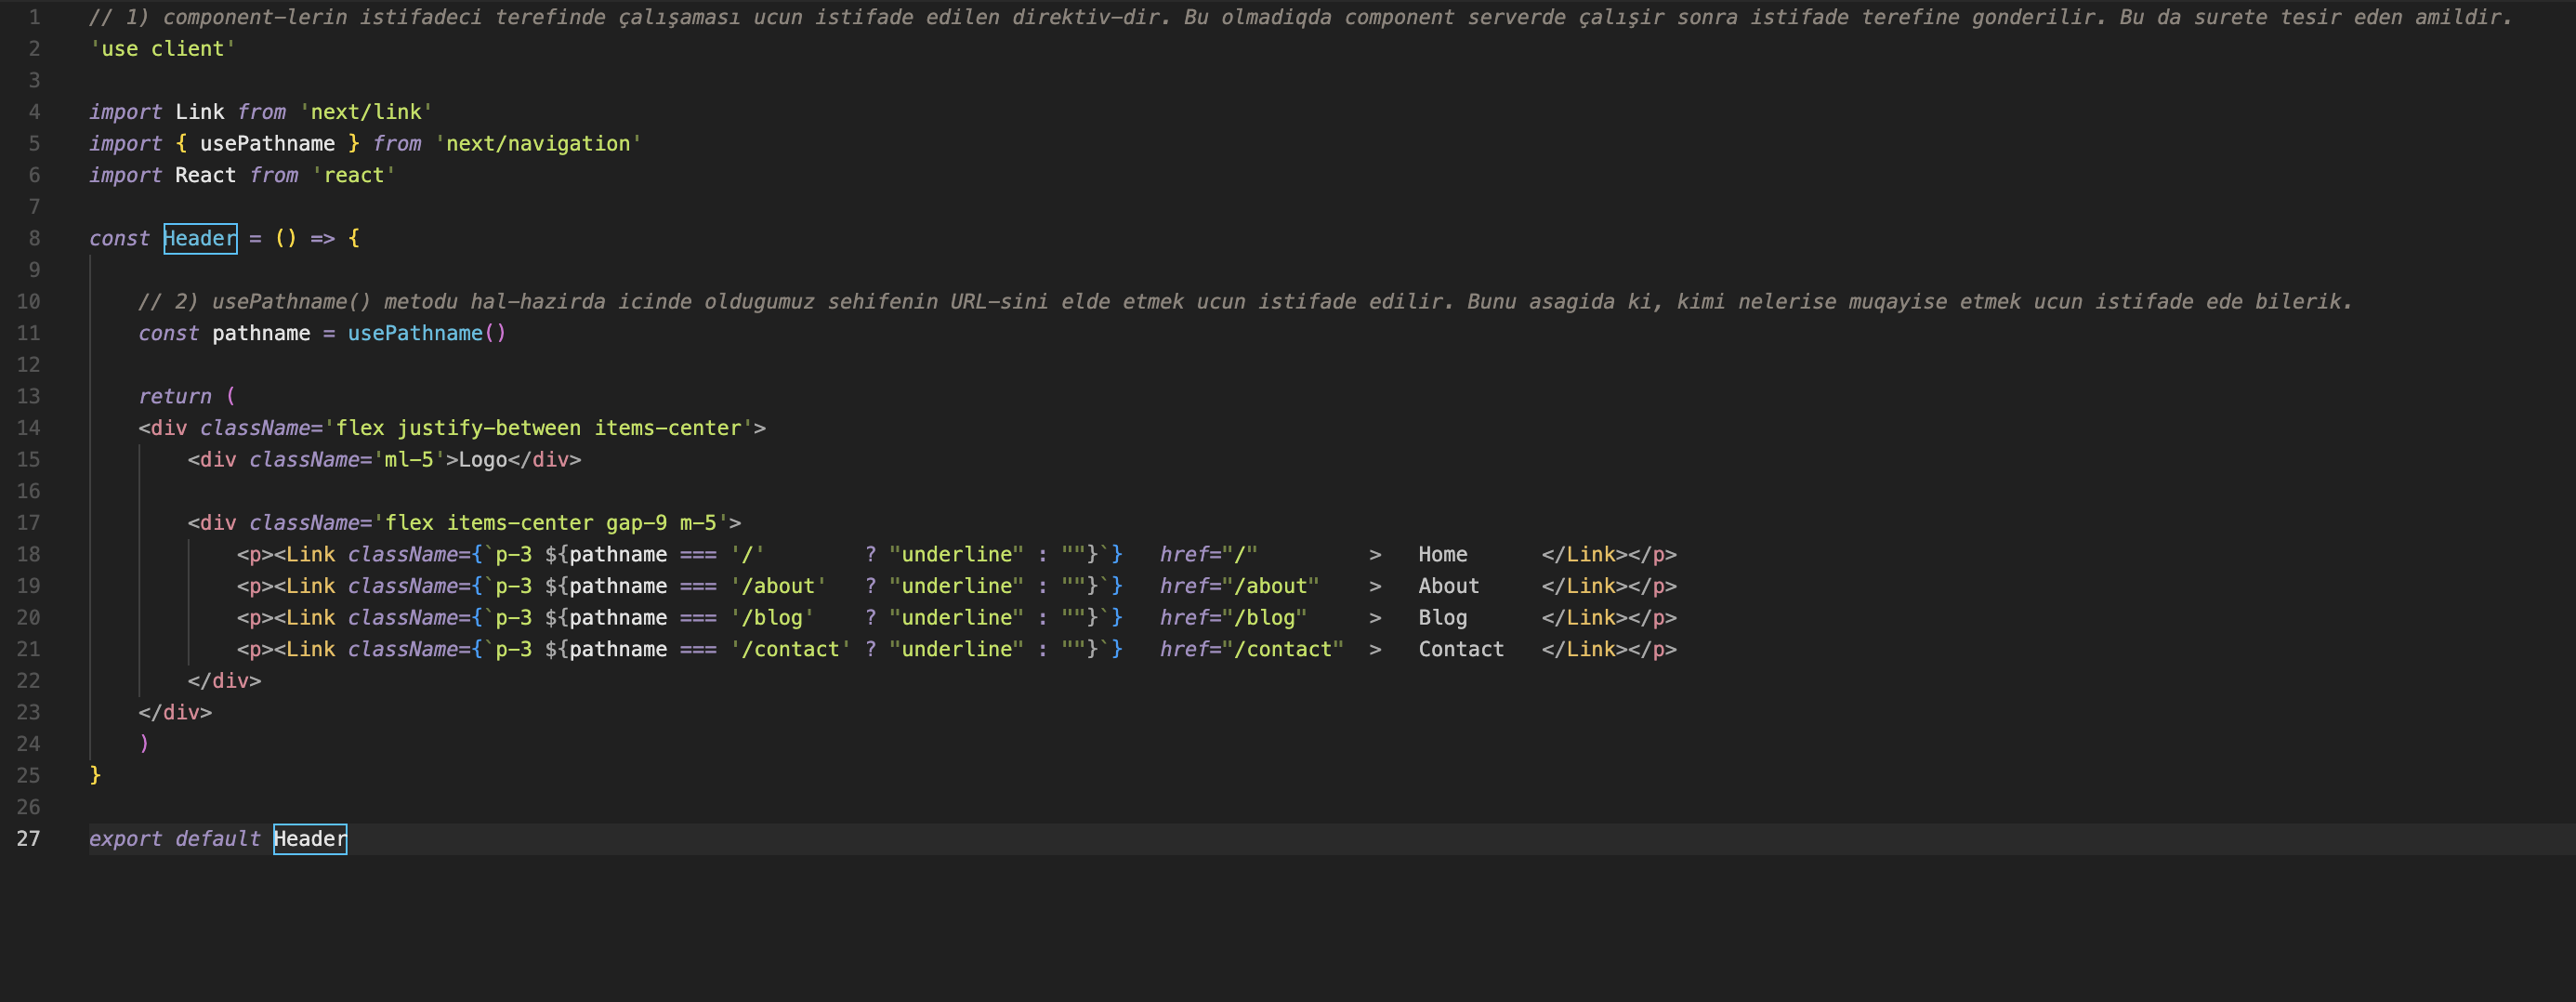 1 // 1) component-lerin istifadeci terefinde çalışaması ucun istifade edilen direktiv-dir. Bu olmadiqda component serverde çalışir sonra istifade terefine gonderilir. Bu da surete tesir eden amildir.
2 'use client'
3
4 import Link from 'next/link'
5 import { usePathname } from 'next/navigation'
6 import React from 'react'
7
8 const Header = () => {
9
10 // 2) usePathname() metodu hal-hazirda icinde oldugumuz sehifenin URL-sini elde etmek ucun istifade edilir. Bunu asagida ki, kimi nelerise muqayise etmek ucun istifade ede bilerik.
11 const pathname = usePathname()
12
13 return (
14 <div className='flex justify-between items-center'>
15 <div className='ml-5'>Logo</div>
16
17 <div className='flex items-center gap-9 m-5'>
18 <p><Link className={`p-3 ${pathname === '/' ? "underline" : ""}`} href="/" > Home </Link></p>
19 <p><Link className={`p-3 ${pathname === '/about' ? "underline" : ""}`} href="/about" > About </Link></p>
20 <p><Link className={`p-3 ${pathname === '/blog' ? "underline" : ""}`} href="/blog" > Blog </Link></p>
21 <p><Link className={`p-3 ${pathname === '/contact' ? "underline" : ""}`} href="/contact" > Contact </Link></p>
22 </div>
23 </div>
24 )
25 }
26
27 export default Header